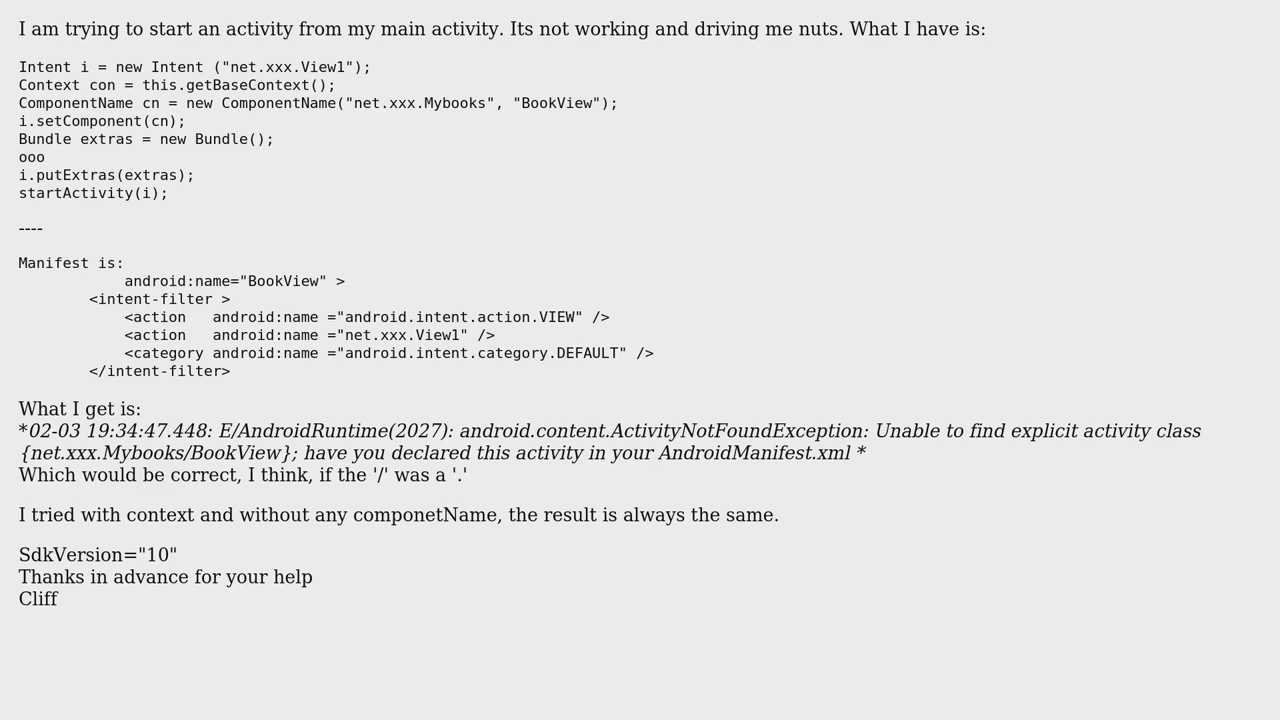 I am trying to start an activity from my main activity. Its not working and driving me nuts. What I have is:
Intent i = new Intent ("net.xxx.View1");
Context con = this.getBaseContext();
ComponentName cn = new ComponentName("net.xxx.Mybooks", "BookView");
i.setComponent(cn);
Bundle extras = new Bundle();
ooo
i.putExtras(extras);
startActivity(i);
----
Manifest is:
            android:name="BookView" >
        <intent-filter >
            <action   android:name ="android.intent.action.VIEW" />
            <action   android:name ="net.xxx.View1" />
            <category android:name ="android.intent.category.DEFAULT" />
        </intent-filter>
What I get is:
*02-03 19:34:47.448: E/AndroidRuntime(2027): android.content.ActivityNotFoundException: Unable to find explicit activity class
{net.xxx.Mybooks/BookView}; have you declared this activity in your AndroidManifest.xml *
Which would be correct, I think, if the '/' was a '.'
I tried with context and without any componetName, the result is always the same.
SdkVersion="10"
Thanks in advance for your help
Cliff